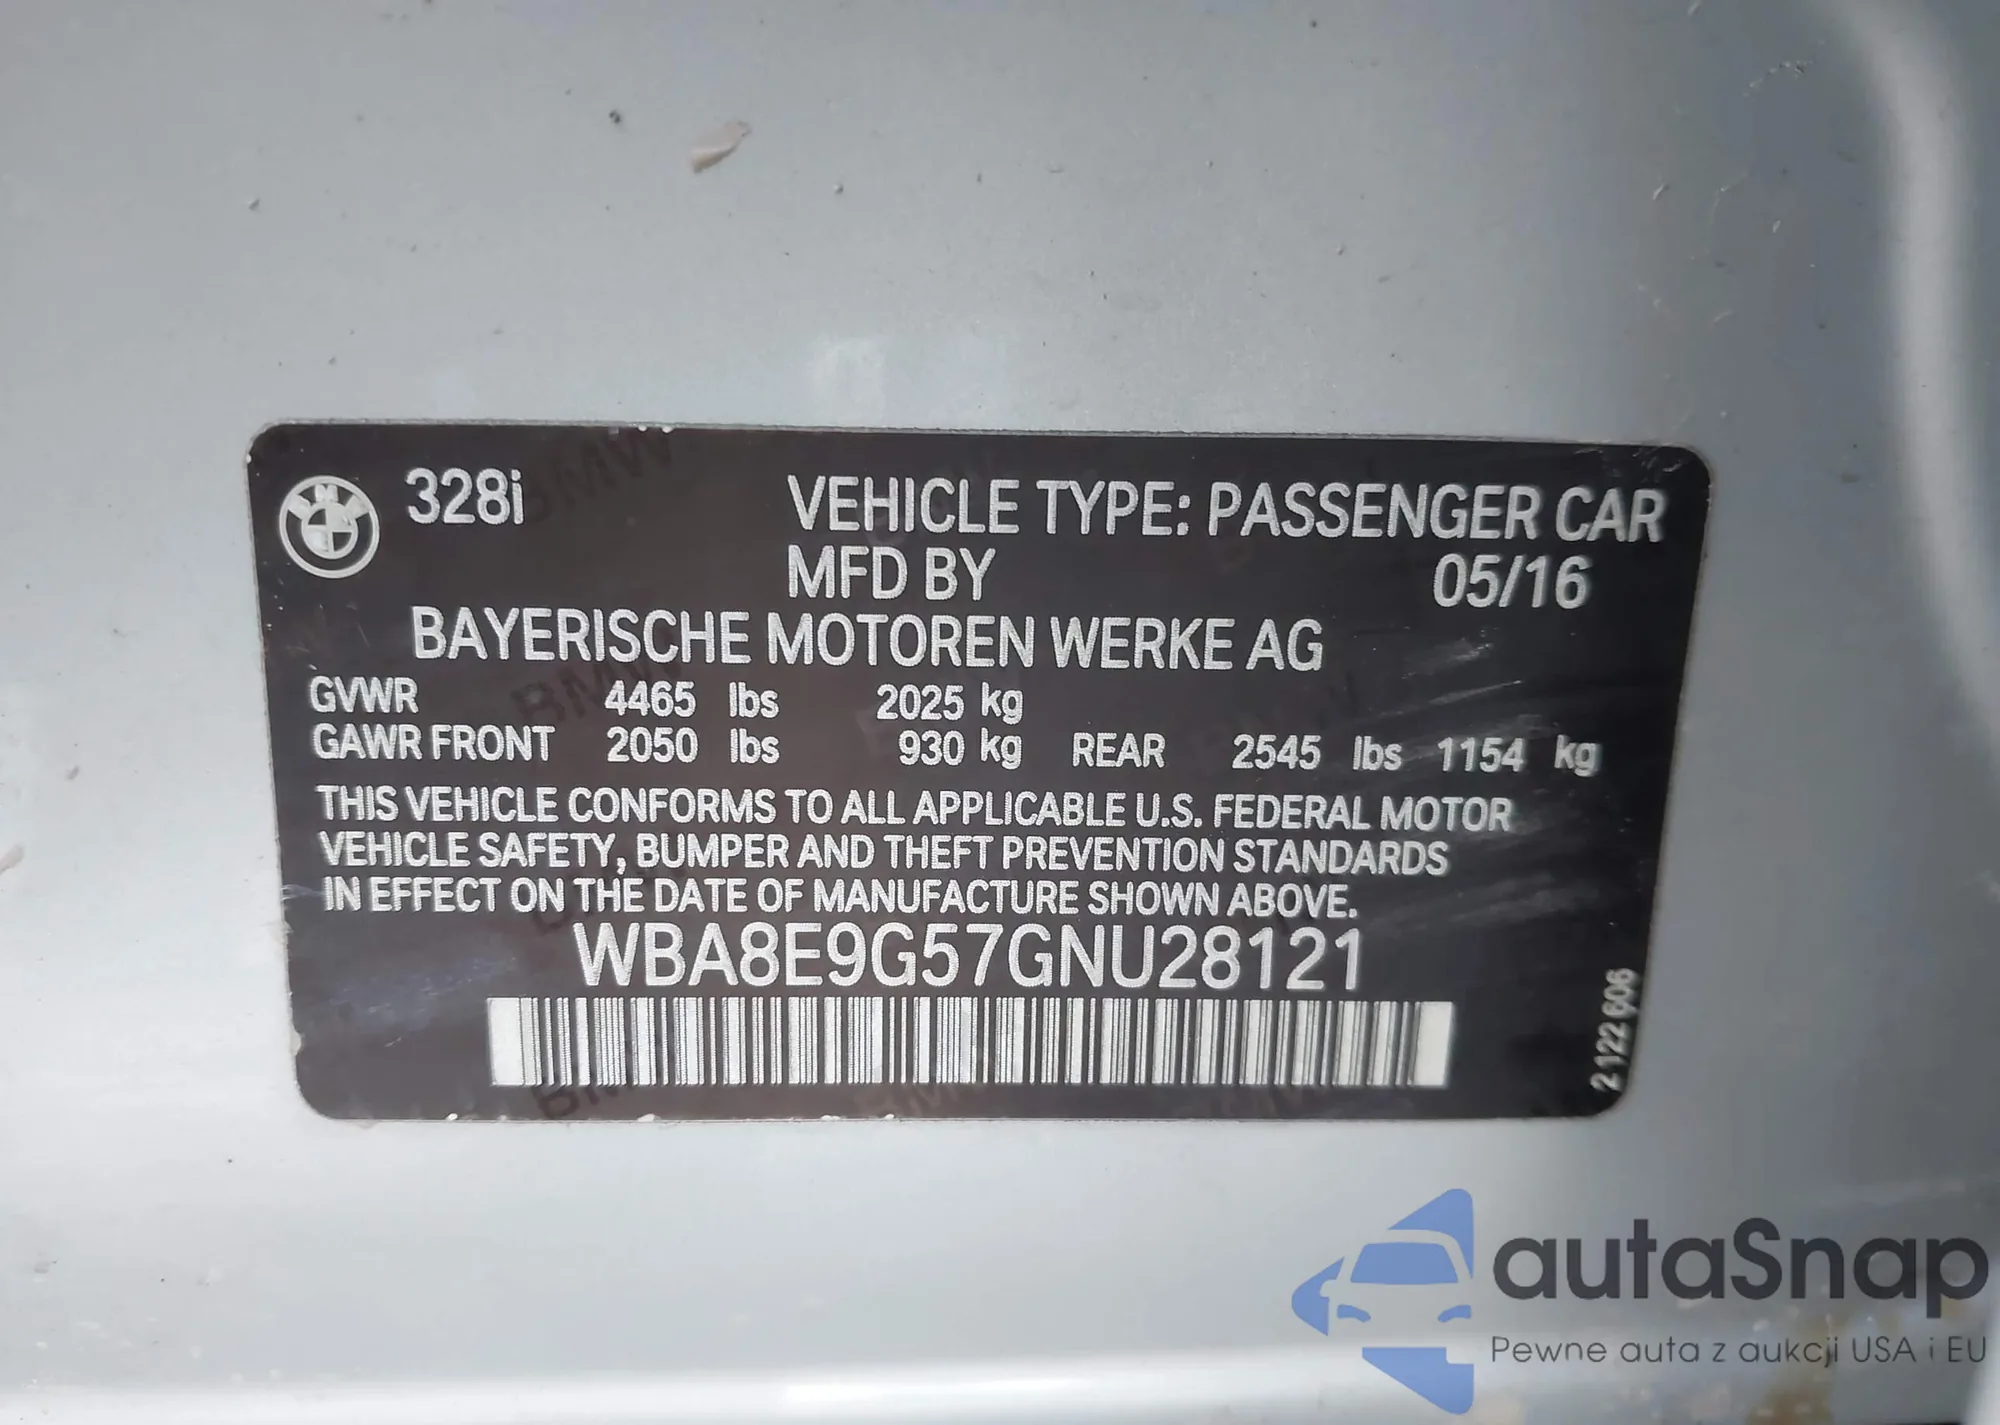 328i VEHICLE TYPE: PASSENGER CAR
MFD BY 05/16
BAYERISCHE MOTOREN WERKE AG
GVWR 4465 lbs 2025 kg
GAWR FRONT 2050 lbs 930 kg REAR 2545 lbs 1154 kg
THIS VEHICLE CONFORMS TO ALL APPLICABLE U.S. FEDERAL MOTOR
VEHICLE SAFETY, BUMPER AND THEFT PREVENTION STANDARDS
IN EFFECT ON THE DATE OF MANUFACTURE SHOWN ABOVE.
WBA8E9G57GNU28121
2122606
autaSnap
Pewne auta z aukcji USA i EU